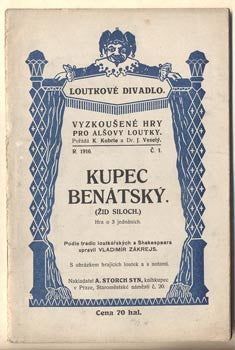 LOUTKOVÉ DIVADLO.
VYZKOUŠENÉ HRY
PRO ALŠOVY LOUTKY.
Pořádá K. Kobrle a Dr. J. Veselý.
R. 1916. Č. 1.
KUPEC
BENÁTSKÝ.
(ŽID SILOCH.)
Hra o 3 jednáních.
Podle tradic loutkářských a Shakespeara
upravil VLADIMÍR ZÁKREJS.
S obrázkem hrajících loutek a s notami.
Nakladatel A. STORCH SYN, knihkupec
v Praze, Staroměstské náměstí č. 20.
Cena 70 hal.